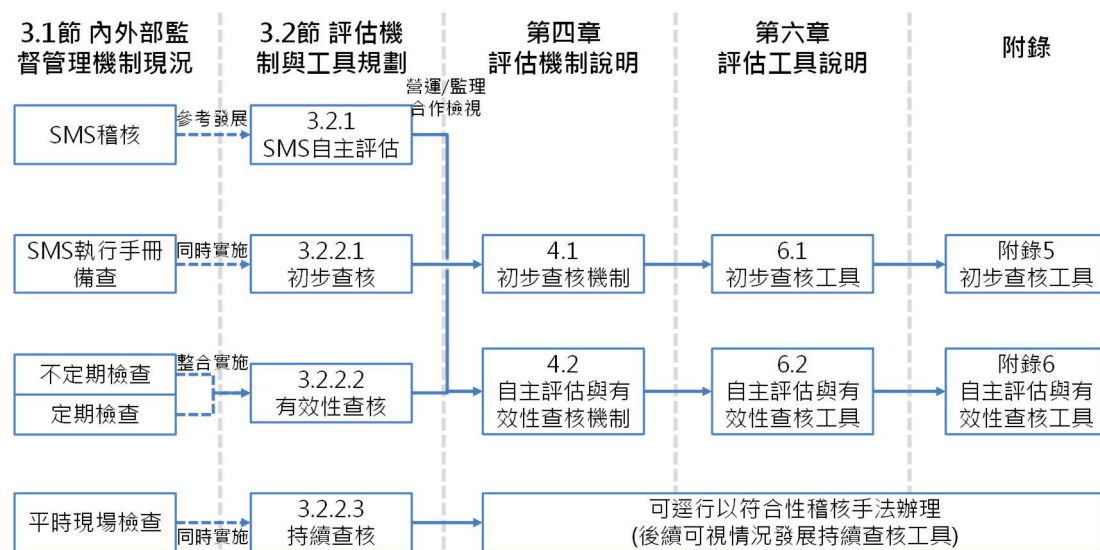 3.1節 內外部監
督管理機制現況
3.2節 評估機
制與工具規劃
第四章
評估機制說明
第六章
評估工具說明
附錄
營運/監理
合作檢視
SMS稽核
參考發展
3.2.1
SMS自主評估
SMS執行手冊
備查
同時實施
3.2.2.1
初步查核
4.1
初步查核機制
6.1
初步查核工具
附錄5
初步查核工具
不定期檢查
定期檢查
整合實施
3.2.2.2
有效性查核
4.2
自主評估與有
效性查核機制
6.2
自主評估與有
效性查核工具
附錄6
自主評估與有
效性查核工具
平時現場檢查
同時實施
3.2.2.3
持續查核
可逕行以符合性稽核手法辦理
(後續可視情況發展持續查核工具)